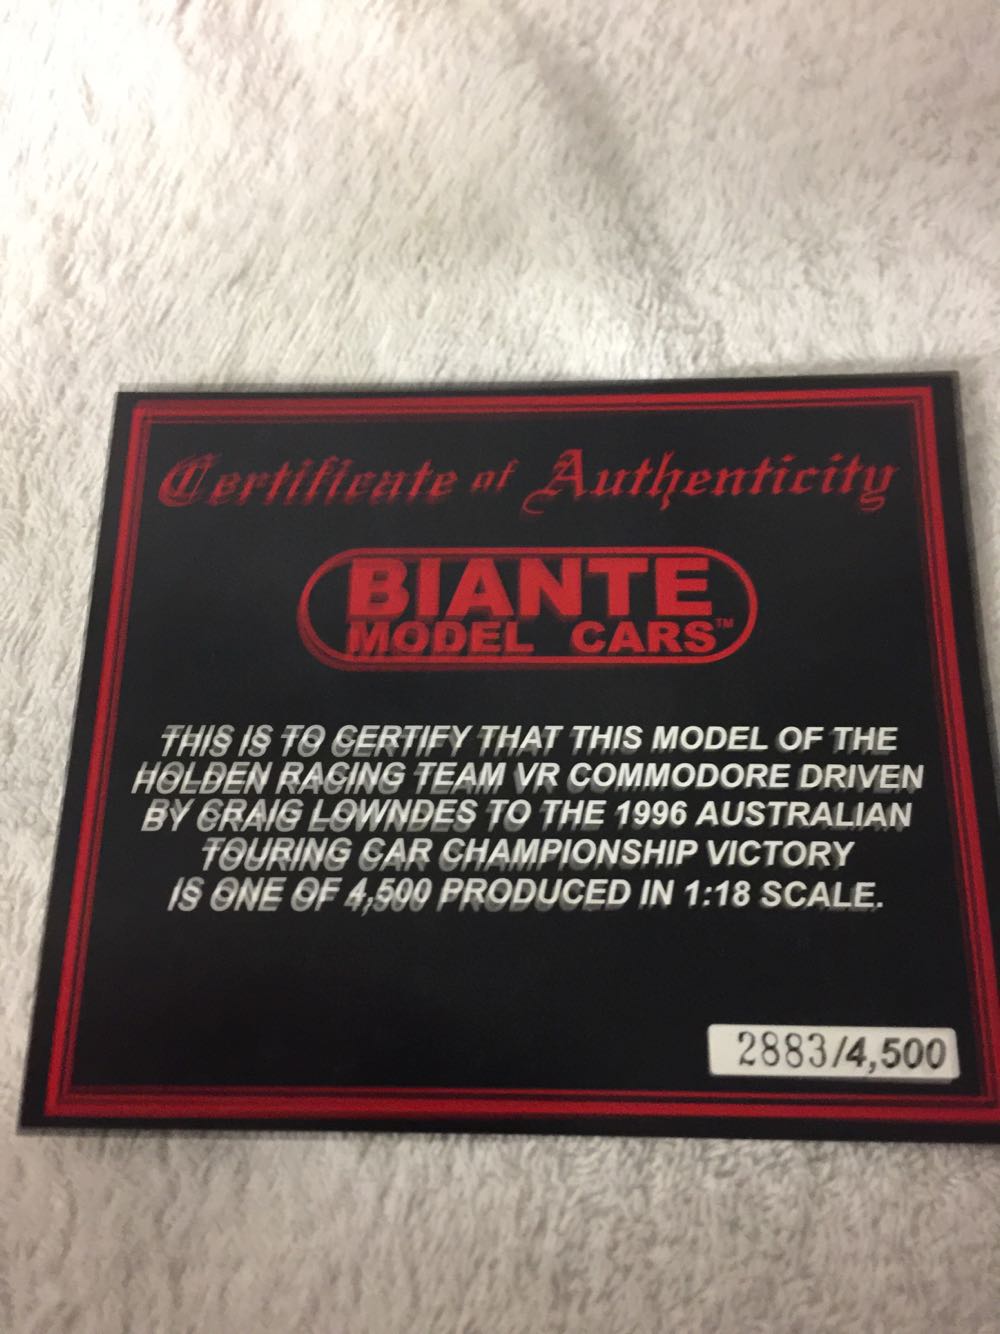 Certificate of Authenticity
BIANTE
MODEL CARS™
THIS IS TO CERTIFY THAT THIS MODEL OF THE
HOLDEN RACING TEAM VR COMMODORE DRIVEN
BY CRAIG LOWNDES TO THE 1996 AUSTRALIAN
TOURING CAR CHAMPIONSHIP VICTORY
IS ONE OF 4,500 PRODUCED IN 1:18 SCALE.
2883/4,500